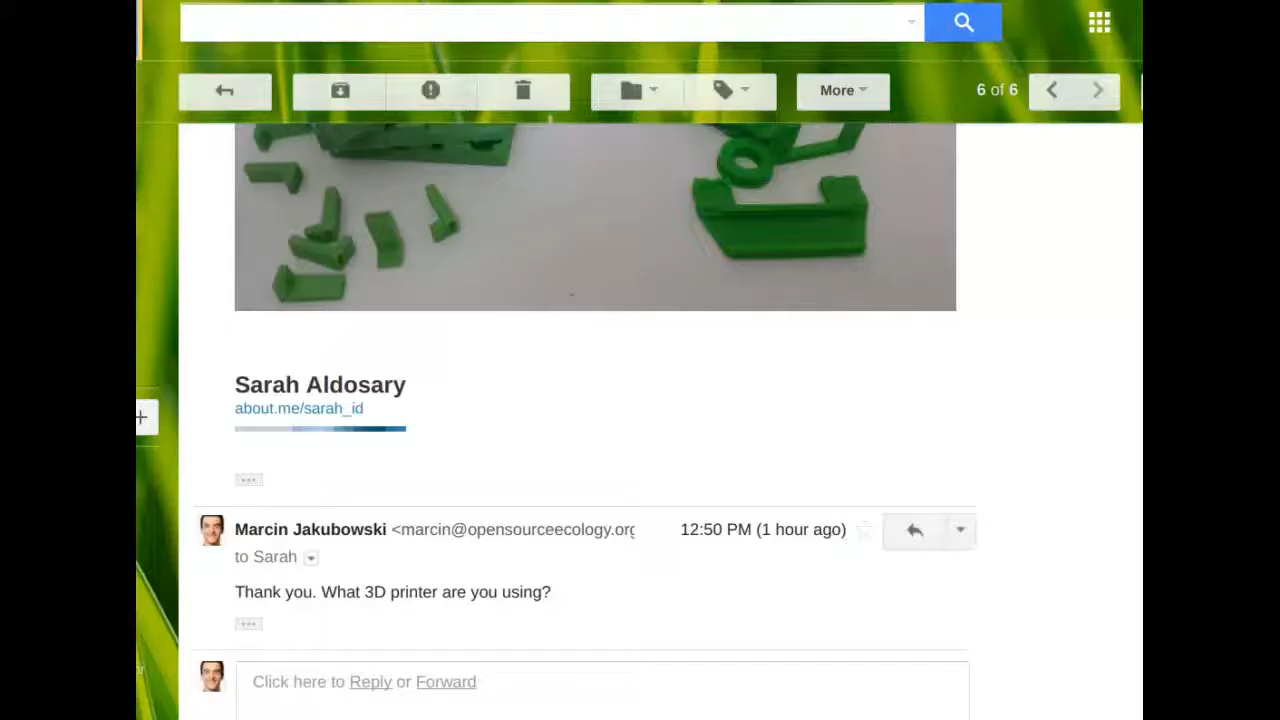 More
6 of 6
Sarah Aldosary
about.me/sarah_id
Marcin Jakubowski <marcin@opensourceecology.org 12:50 PM (1 hour ago)
to Sarah
Thank you. What 3D printer are you using?
Click here to Reply or Forward